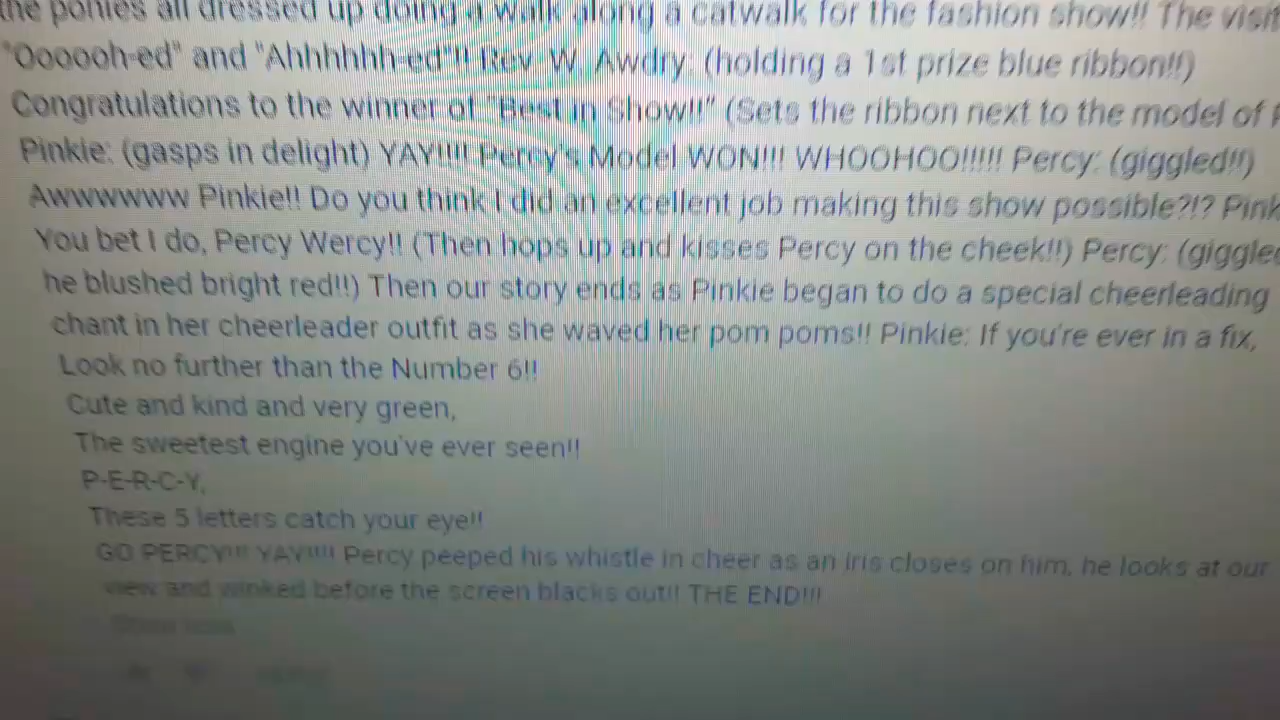 the ponies all dressed up doing a walk along a catwalk for the fashion show!! The
"Oooooh-ed" and "Ahhhhhh-ed"!! Rev. W. Awdry: (holding a 1st prize blue ribbon!!)
Congratulations to the winner of "Best in Show!!" (Sets the ribbon next to the model of
Pinkie: (gasps in delight) YAY!!!! Percy's Model WON!!! WHOOHOO!!!!! Percy: (giggled!!)
Awwwwww Pinkie!! Do you think I did an excellent job making this show possible?!? Pink
You bet I do, Percy Wercy!! (Then hops up and kisses Percy on the cheek!!) Percy: (giggled
he blushed bright red!!) Then our story ends as Pinkie began to do a special cheerleading
chant in her cheerleader outfit as she waved her pom poms!! Pinkie: If you're ever in a fix,
Look no further than the Number 6!!
Cute and kind and very green,
The sweetest engine you've ever seen!!
P-E-R-C-Y,
These 5 letters catch your eye!!
GO PERCY!!! YAY!!!! Percy peeped his whistle in cheer as an iris closes on him, he looks at our
view and winked before the screen blacks out!! THE END!!!
Show less